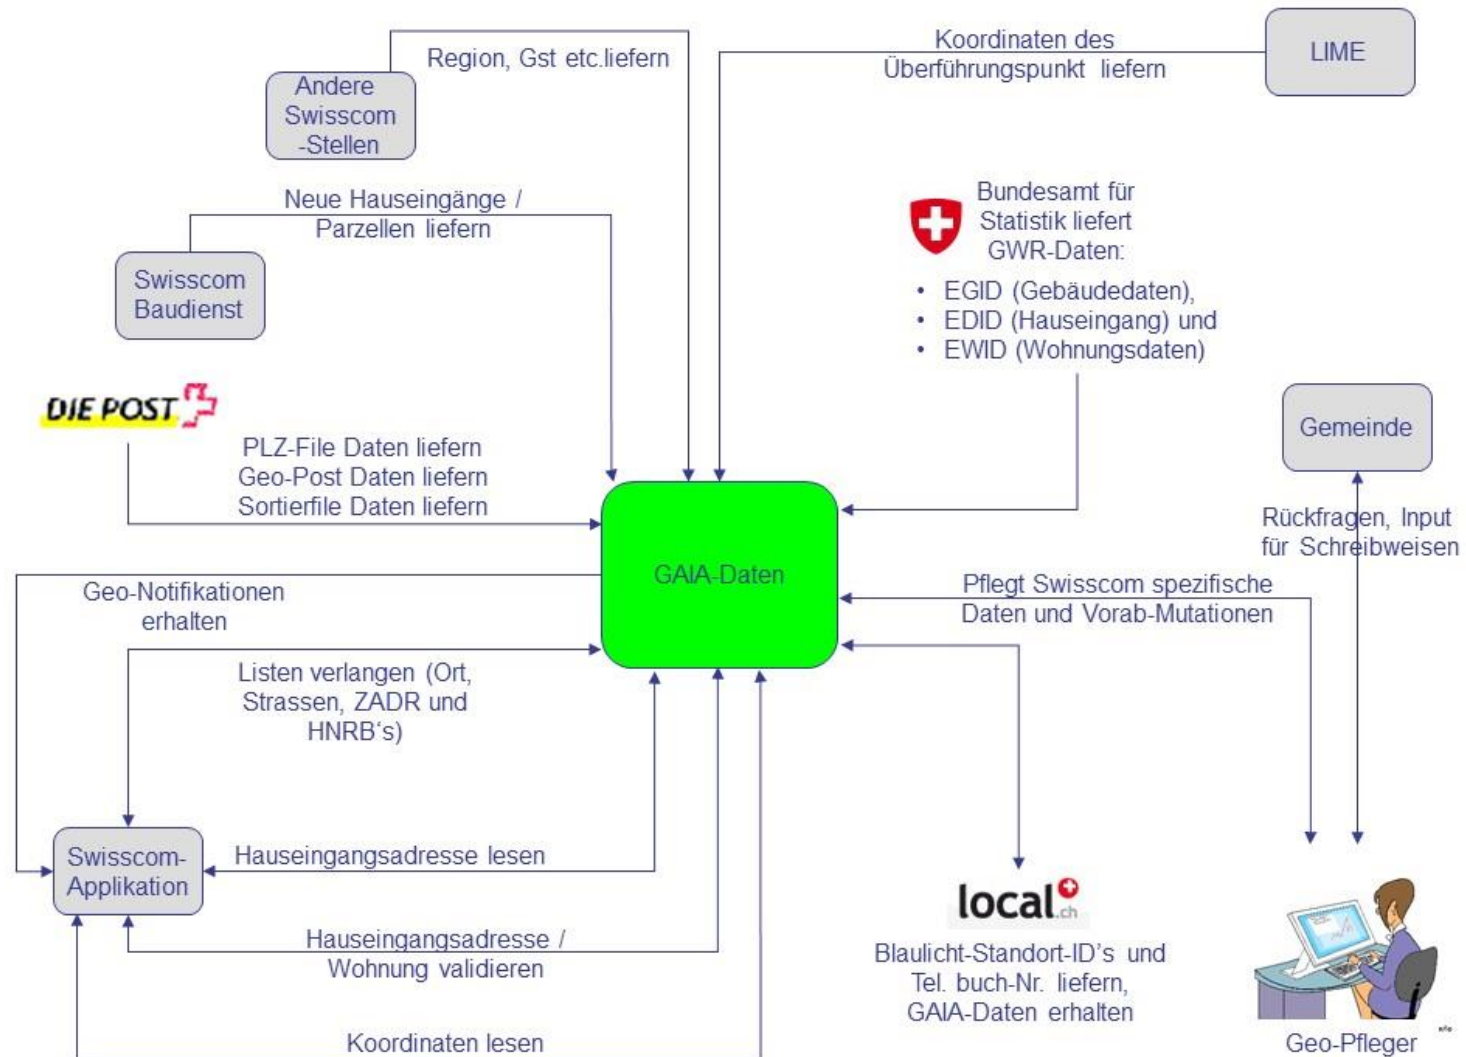 Region, Gst etc.liefern
Andere
Swisscom
-Stellen
Koordinaten des
Überführungspunkt liefern
LIME
Neue Hauseingänge /
Parzellen liefern
Swisscom
Baudienst
Bundesamt für
Statistik liefert
GWR-Daten:
• EGID (Gebäudedaten),
• EDID (Hauseingang) und
• EWID (Wohnungsdaten)
DIE POST
PLZ-File Daten liefern
Geo-Post Daten liefern
Sortierfile Daten liefern
Gemeinde
Rückfragen, Input
für Schreibweisen
GAIA-Daten
Geo-Notifikationen
erhalten
Pflegt Swisscom spezifische
Daten und Vorab-Mutationen
Listen verlangen (Ort,
Strassen, ZADR und
HNRB's)
Swisscom-
Applikation
Hauseingangsadresse lesen
Hauseingangsadresse /
Wohnung validieren
Koordinaten lesen
local.ch
Blaulicht-Standort-ID's und
Tel. buch-Nr. liefern,
GAIA-Daten erhalten
Geo-Pfleger